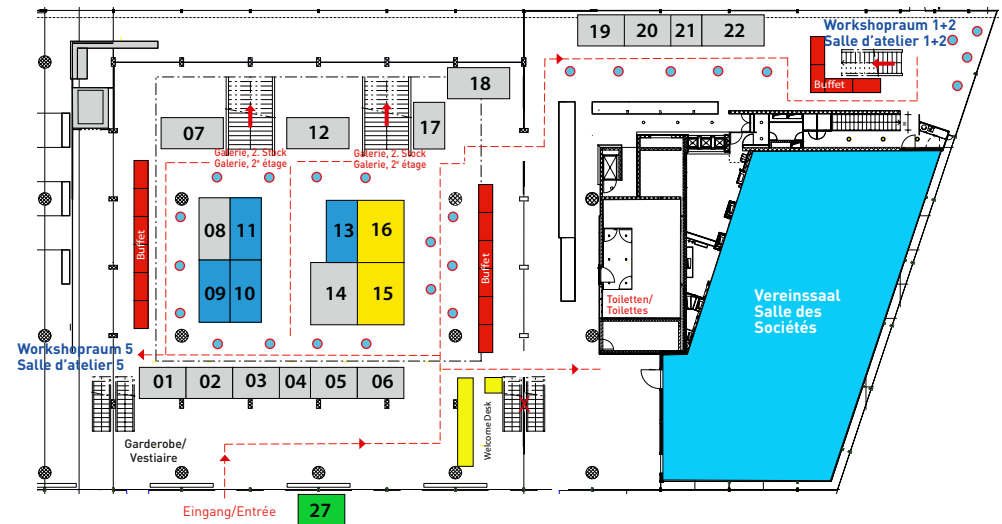 19
20
21
22
Workshopraum 1+2
Salle d'atelier 1+2
Buffet
18
17
07
12
Galerie, 2. Stock
Galerie, 2e étage
Galerie, 2. Stock
Galerie, 2e étage
Buffet
08
11
09
10
13
16
14
15
Buffet
Toiletten/
Toilettes
Vereinssaal
Salle des
Sociétés
Workshopraum 5
Salle d'atelier 5
01
02
03
04
05
06
Welcome Desk
Garderobe/
Vestiaire
Eingang/Entrée
27